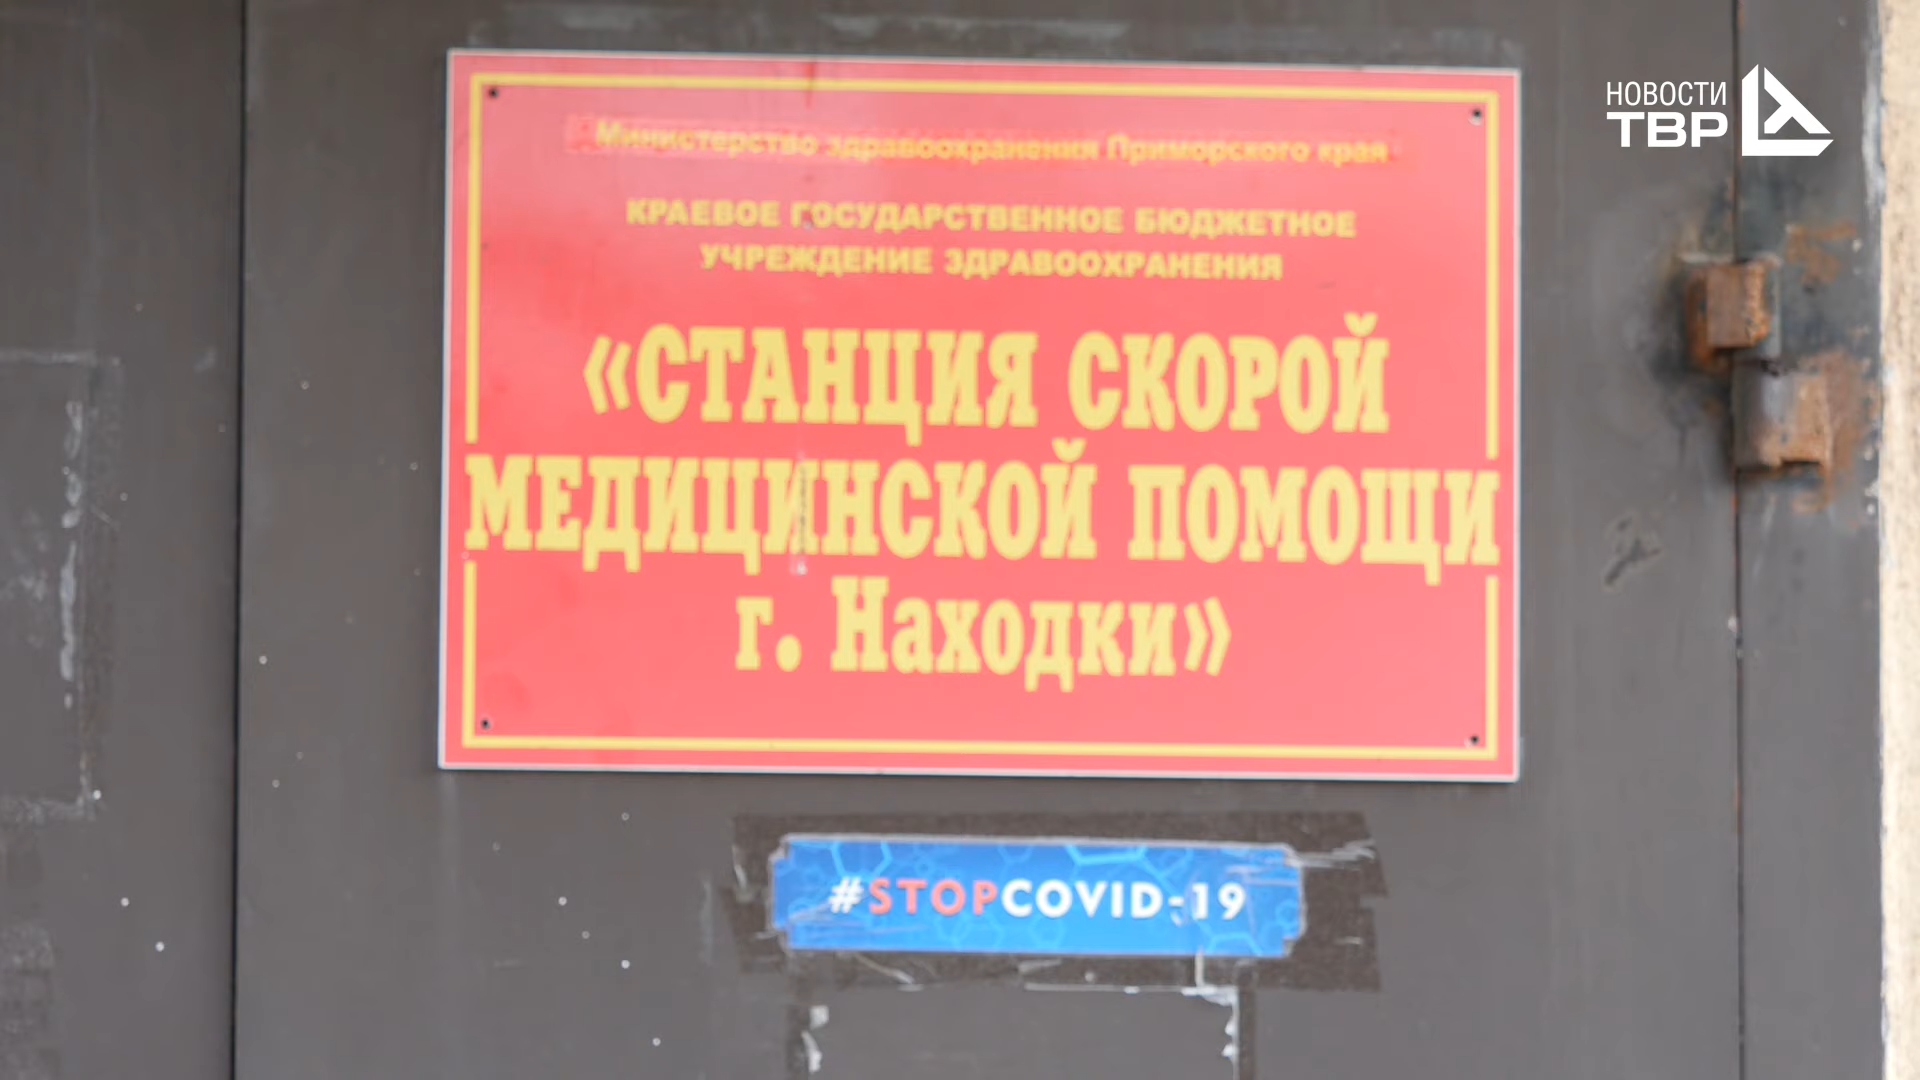 НОВОСТИ
ТВР
Министерство здравоохранения Приморского края
КРАЕВОЕ ГОСУДАРСТВЕННОЕ БЮДЖЕТНОЕ
УЧРЕЖДЕНИЕ ЗДРАВООХРАНЕНИЯ
«СТАНЦИЯ СКОРОЙ
МЕДИЦИНСКОЙ ПОМОЩИ
г. Находки»
#STOPCOVID-19